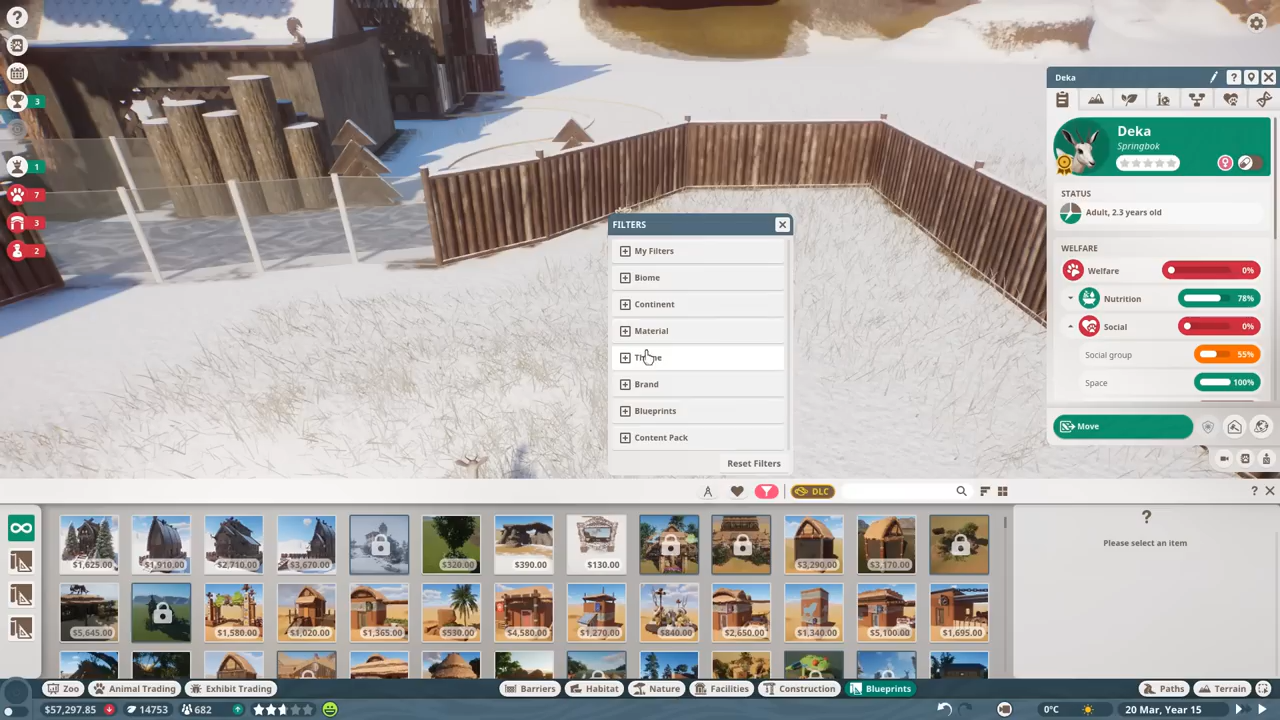 3
1
7
3
2
Deka
Deka
Springbok
STATUS
Adult, 2.3 years old
WELFARE
Welfare 0%
Nutrition 78%
Social 0%
Social group 55%
Space 100%
Move
FILTERS
My Filters
Biome
Continent
Material
Theme
Brand
Blueprints
Content Pack
Reset Filters
DLC
?
Please select an item
$1,625.00 $1,910.00 $2,710.00 $3,670.00 $320.00 $390.00 $130.00 $3,290.00 $3,170.00
$5,645.00 $1,580.00 $1,020.00 $1,365.00 $530.00 $4,580.00 $1,270.00 $840.00 $2,650.00 $1,340.00 $5,100.00 $1,695.00
Zoo Animal Trading Exhibit Trading Barriers Habitat Nature Facilities Construction Blueprints Paths Terrain
$57,297.85 14753 682 0°C 20 Mar, Year 15